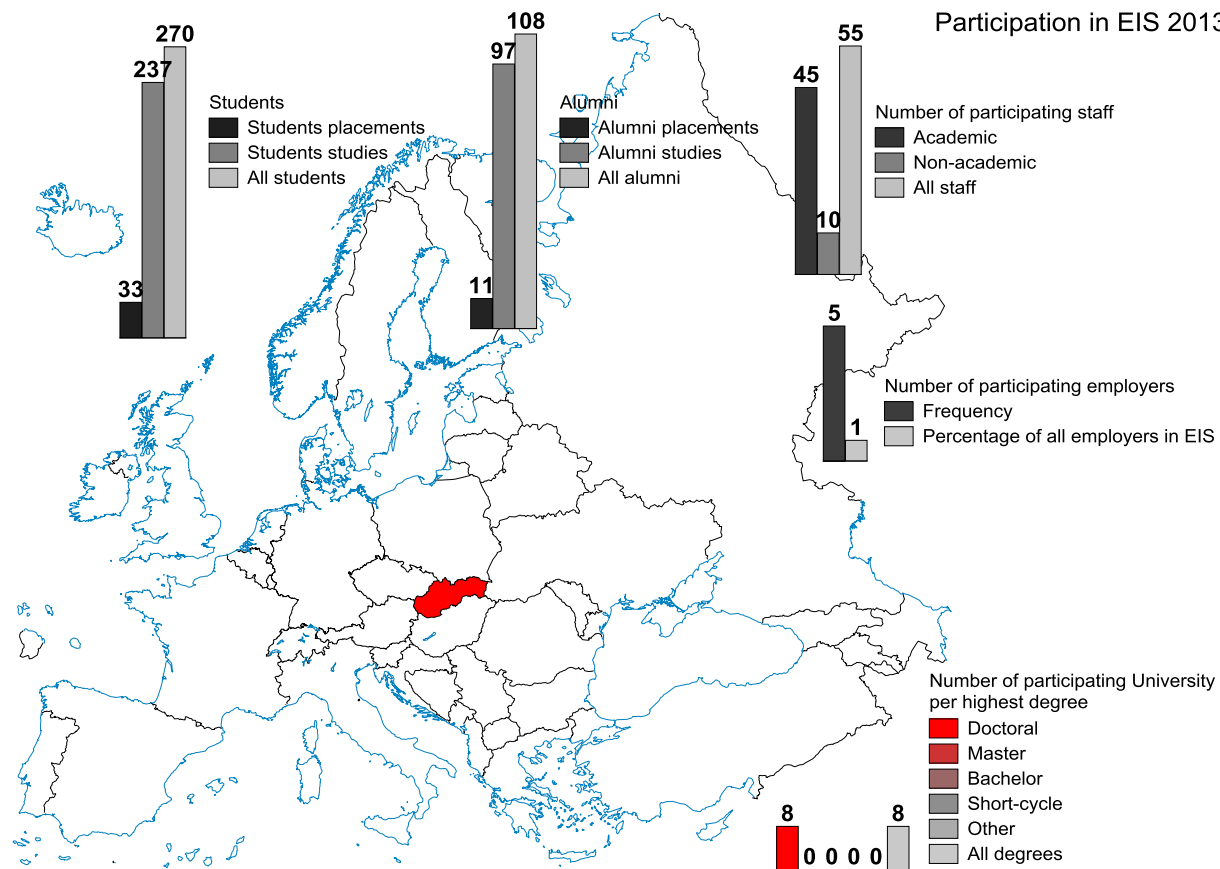 Participation in EIS 2013
270
237
33
Students
Students placements
Students studies
All students
108
97
11
Alumni
Alumni placements
Alumni studies
All alumni
55
45
10
Number of participating staff
Academic
Non-academic
All staff
5
1
Number of participating employers
Frequency
Percentage of all employers in EIS
Number of participating University
per highest degree
Doctoral
Master
Bachelor
Short-cycle
Other
All degrees
8 0 0 0 0 8